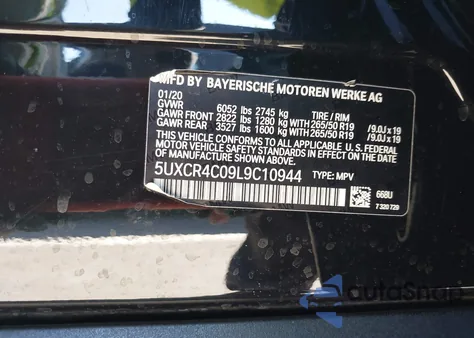 MFD BY BAYERISCHE MOTOREN WERKE AG
01/20
GVWR 6052 lbs 2745 kg TIRE / RIM
GAWR FRONT 2822 lbs 1280 kg WITH 265/50 R19 /9.0J x 19
GAWR REAR 3527 lbs 1600 kg WITH 265/50 R19 /9.0J x 19
THIS VEHICLE CONFORMS TO ALL APPLICABLE U.S. FEDERAL
MOTOR VEHICLE SAFETY STANDARDS IN EFFECT ON THE
DATE OF MANUFACTURE SHOWN ABOVE.
5UXCR4C09L9C10944 TYPE: MPV
668U
7 320 729
autoSnap